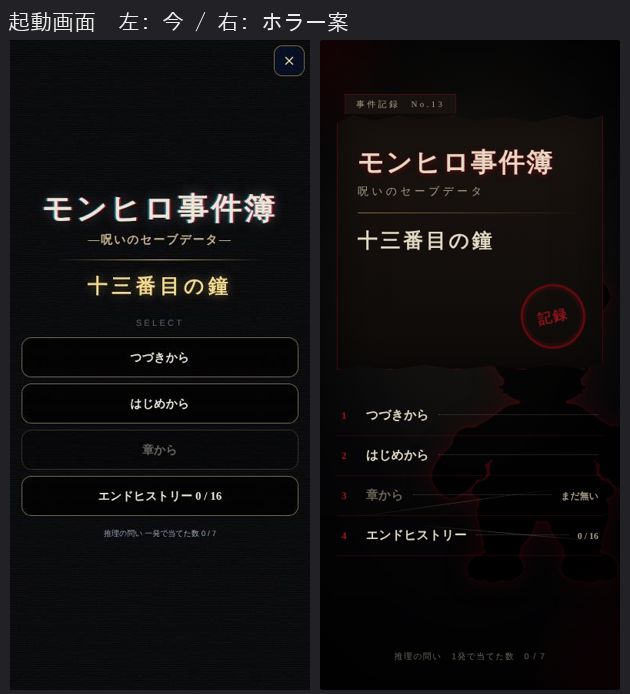 起動画面　左: 今 / 右: ホラー案
×
モンヒロ事件簿
―呪いのセーブデータ―
十三番目の鐘
SELECT
つづきから
はじめから
章から
エンドヒストリー 0 / 16
推理の問い 一発で当てた数 0 / 7
事件記録　No.13
モンヒロ事件簿
呪いのセーブデータ
十三番目の鐘
記録
1 つづきから
2 はじめから
3 章から まだ無い
4 エンドヒストリー 0 / 16
推理の問い　1発で当てた数　0 / 7